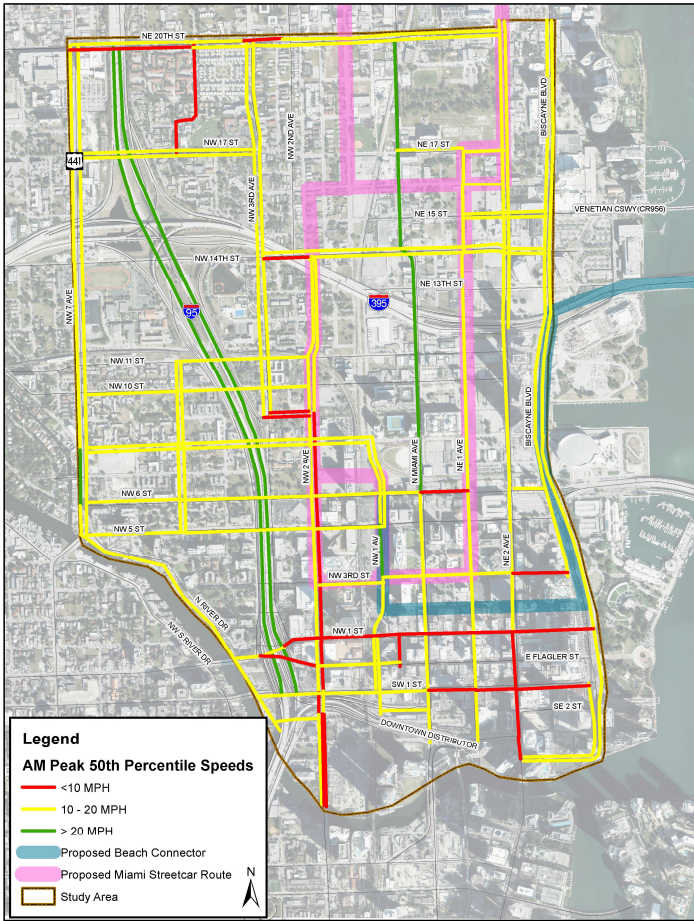 NE 20TH ST
NW 2ND AVE
BISCAYNE BLVD
NW 17 ST
NE 17 ST
441
NW 3RD AVE
VENETIAN CSWY(CR956)
NE 15 ST
NW 14TH ST
NE 13TH ST
NW 7 AVE
95
395
NW 11 ST
NW 10 ST
BISCAYNE BLVD
NW 2 AVE
N MIAMI AVE
NE 1 AVE
NW 6 ST
NW 5 ST
NW 1 AV
NE 2 AVE
NW 3RD ST
N RIVER DR
NW S RIVER DR
NW 1 ST
E FLAGLER ST
SW 1 ST
SE 2 ST
DOWNTOWN DISTRIBUTOR
Legend
AM Peak 50th Percentile Speeds
<10 MPH
10 - 20 MPH
> 20 MPH
Proposed Beach Connector
Proposed Miami Streetcar Route
Study Area
N